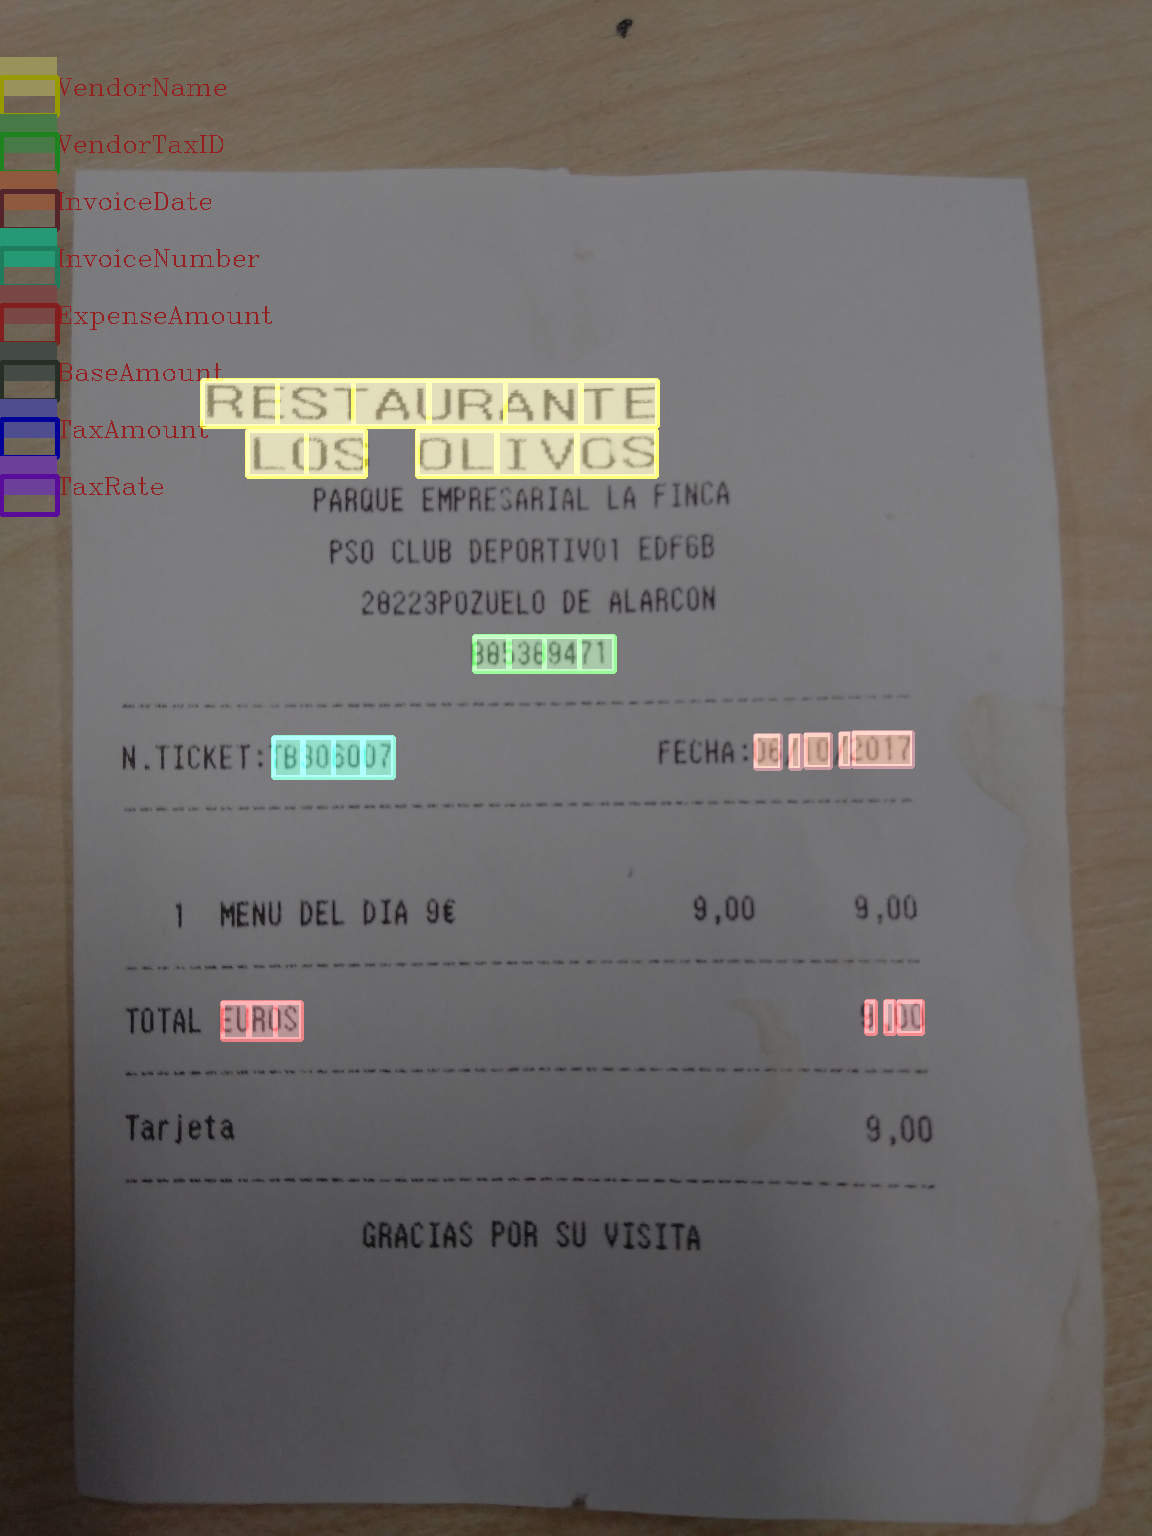 VendorName
VendorTaxID
InvoiceDate
InvoiceNumber
ExpenseAmount
BaseAmount
TaxAmount
TaxRate
RESTAURANTE
LOS OLIVOS
PARQUE EMPRESARIAL LA FINCA
PSO CLUB DEPORTIVO1 EDF6B
28223POZUELO DE ALARCON
B85389471
N.TICKET:TB306007 FECHA:06/10/2017
1 MENU DEL DIA 9€ 9,00 9,00
TOTAL EUROS 9,00
Tarjeta 9,00
GRACIAS POR SU VISITA